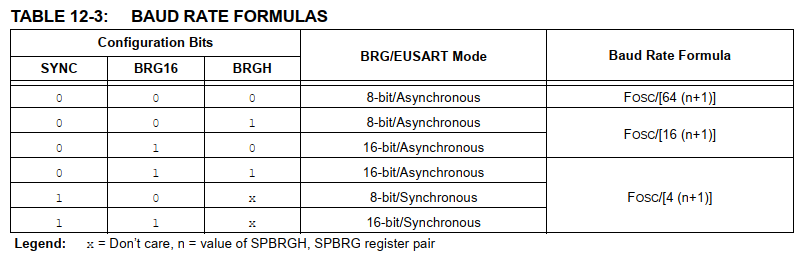 TABLE 12-3: BAUD RATE FORMULAS
Configuration Bits BRG/EUSART Mode Baud Rate Formula
SYNC BRG16 BRGH
0 0 0 8-bit/Asynchronous FOSC/[64 (n+1)]
0 0 1 8-bit/Asynchronous FOSC/[16 (n+1)]
0 1 0 16-bit/Asynchronous
0 1 1 16-bit/Asynchronous FOSC/[4 (n+1)]
1 0 x 8-bit/Synchronous
1 1 x 16-bit/Synchronous
Legend: x = Don't care, n = value of SPBRGH, SPBRG register pair